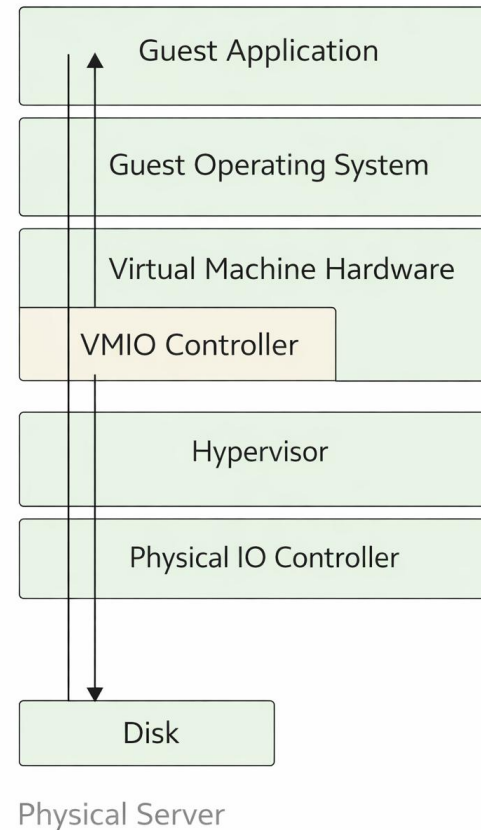 Guest Application
Guest Operating System
Virtual Machine Hardware
VMIO Controller
Hypervisor
Physical IO Controller
Disk
Physical Server